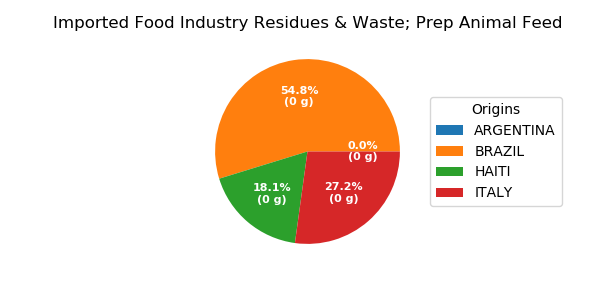 Imported Food Industry Residues & Waste; Prep Animal Feed
54.8%
(0 g)
0.0%
(0 g)
18.1%
(0 g)
27.2%
(0 g)
Origins
ARGENTINA
BRAZIL
HAITI
ITALY